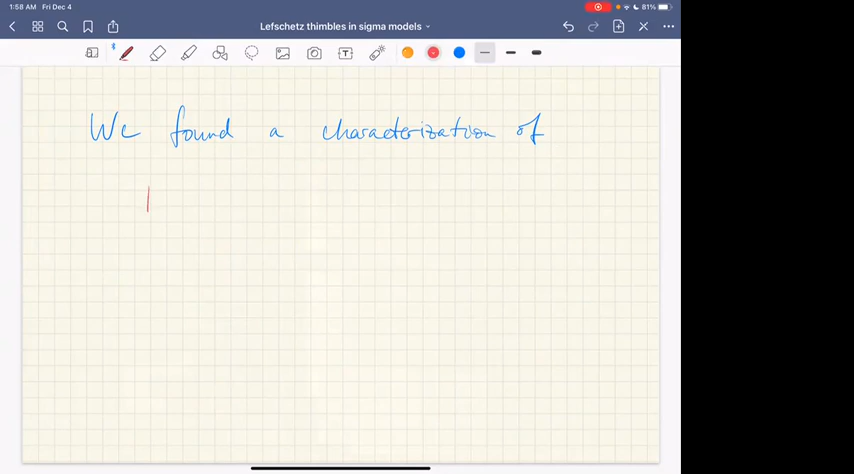 1:58 AM Fri Dec 4 81%
Lefschetz thimbles in sigma models
T
We found a characterization of